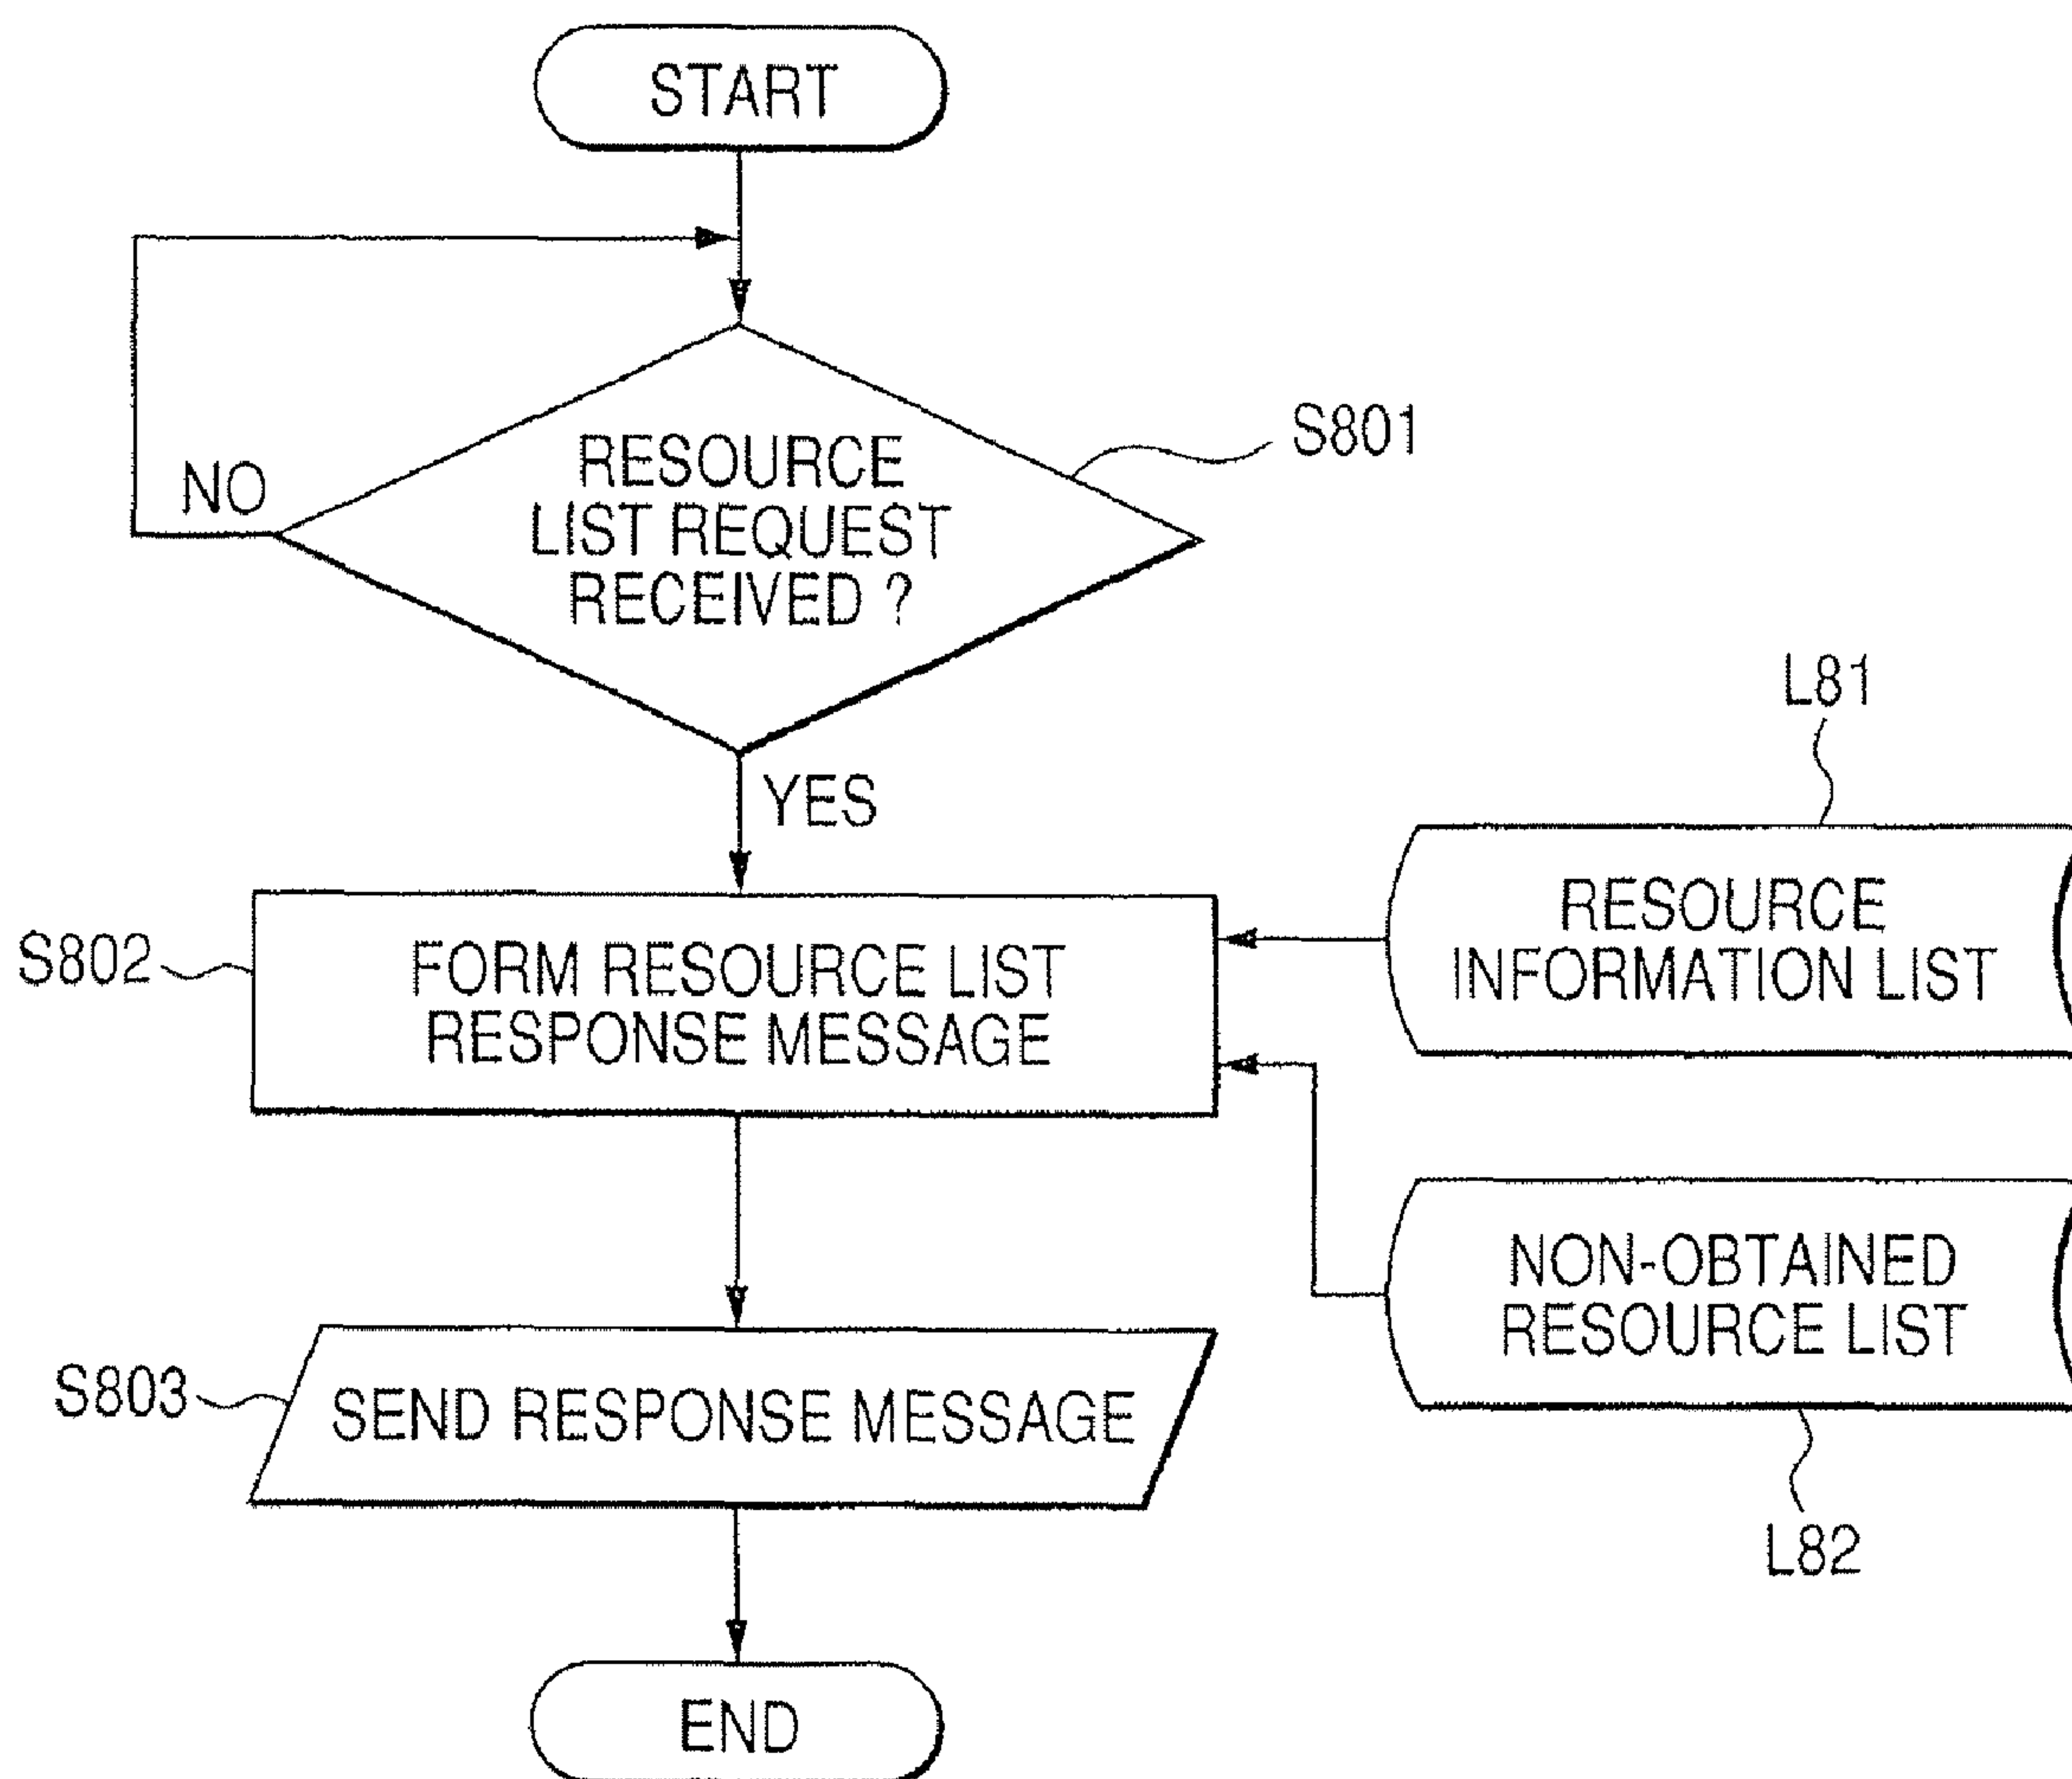 START
NO
RESOURCE
LIST REQUEST
RECEIVED ?
S801
YES
L81
S802
FORM RESOURCE LIST
RESPONSE MESSAGE
RESOURCE
INFORMATION LIST
NON-OBTAINED
RESOURCE LIST
L82
S803
SEND RESPONSE MESSAGE
END